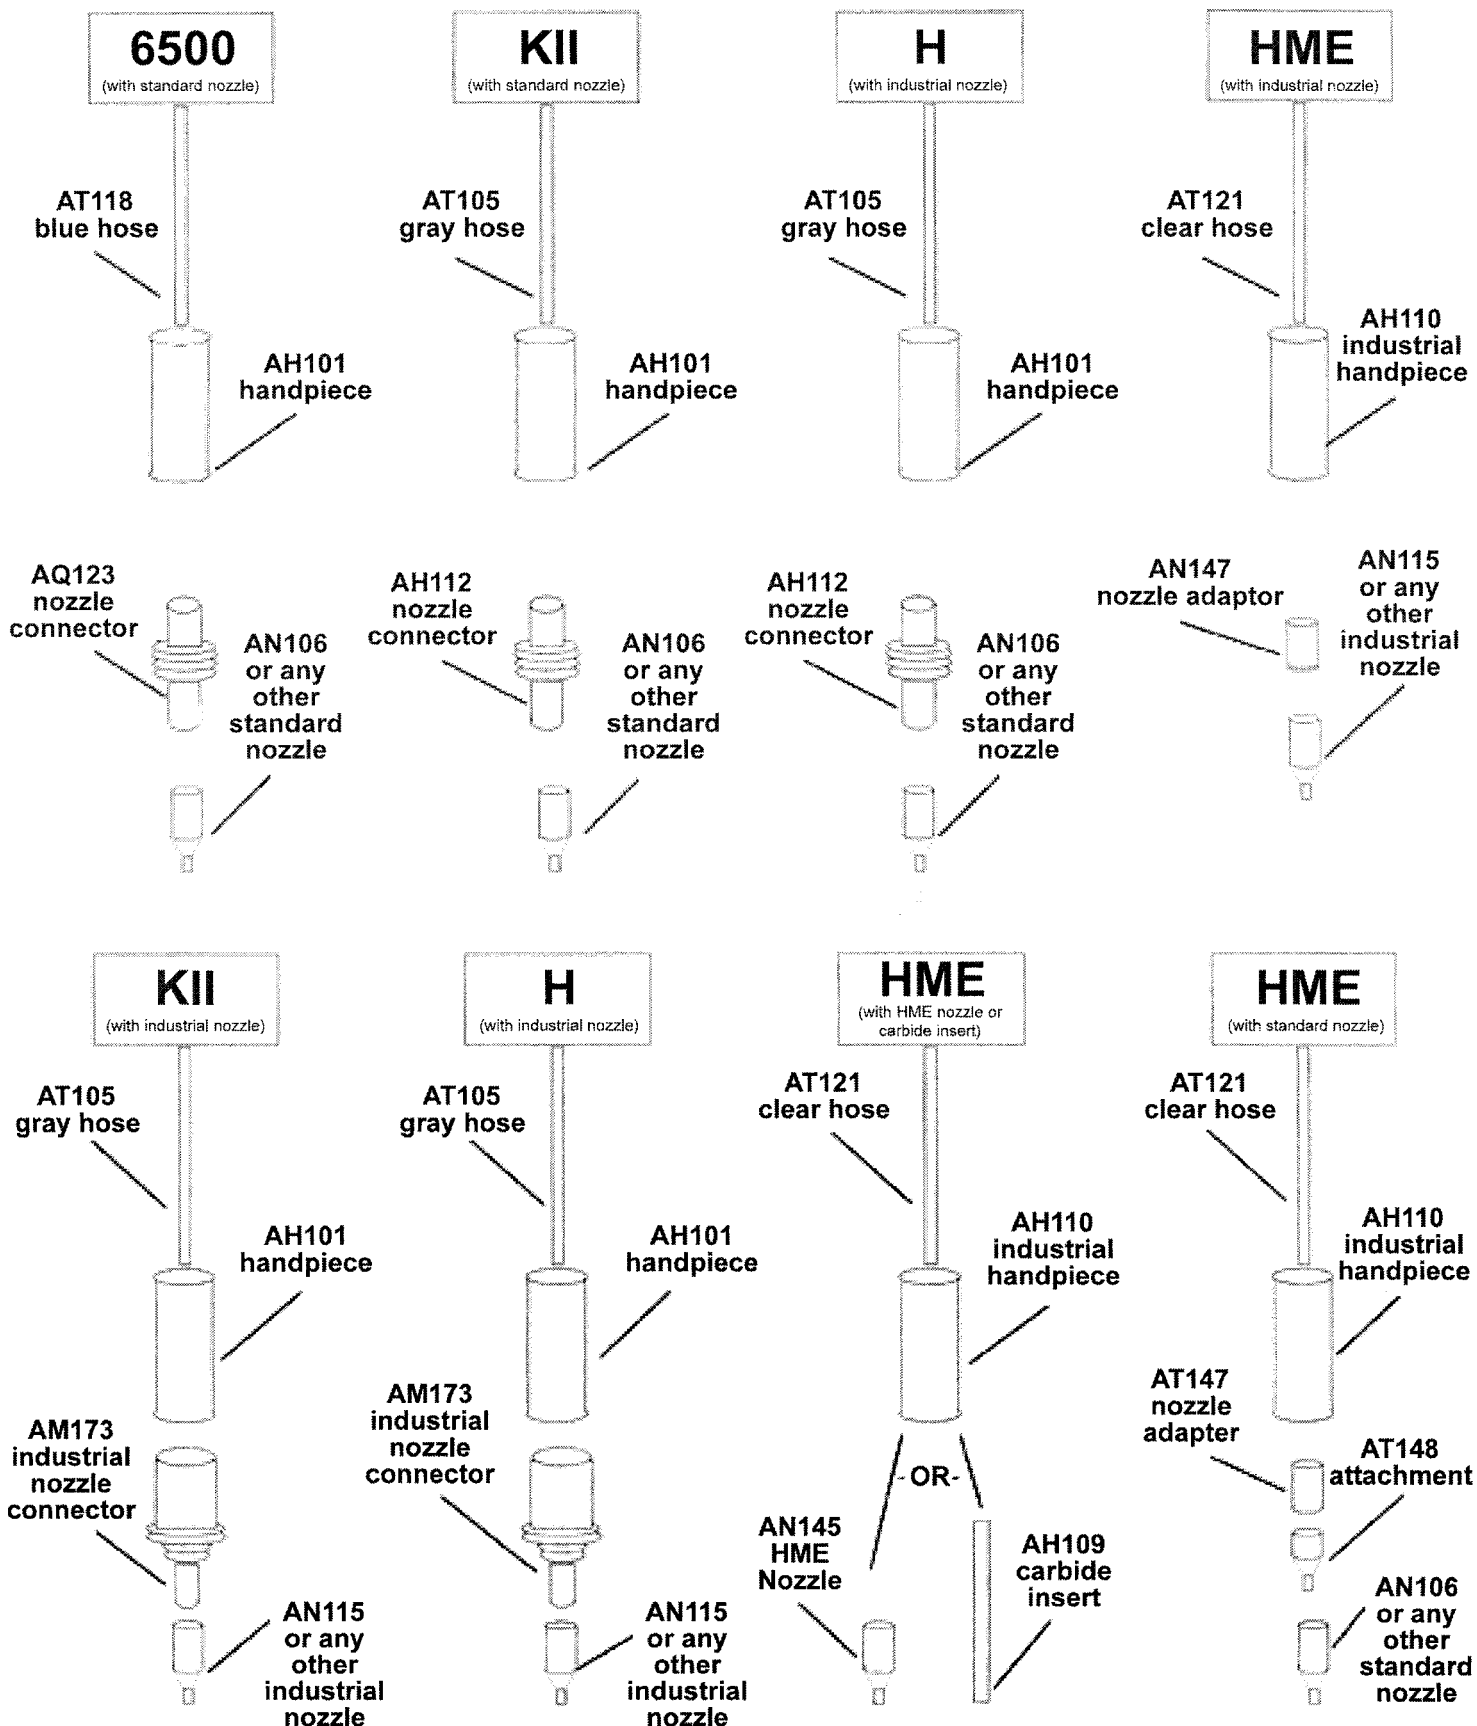 6500
(with standard nozzle)
AT118
blue hose
AH101
handpiece
AQ123
nozzle
connector
AN106
or any
other
standard
nozzle
KII
(with standard nozzle)
AT105
gray hose
AH101
handpiece
AH112
nozzle
connector
AN106
or any
other
standard
nozzle
H
(with industrial nozzle)
AT105
gray hose
AH101
handpiece
AH112
nozzle
connector
AN106
or any
other
standard
nozzle
HME
(with industrial nozzle)
AT121
clear hose
AH110
industrial
handpiece
AN147
nozzle adaptor
AN115
or any
other
industrial
nozzle
KII
(with industrial nozzle)
AT105
gray hose
AH101
handpiece
AM173
industrial
nozzle
connector
AN115
or any
other
industrial
nozzle
H
(with industrial nozzle)
AT105
gray hose
AH101
handpiece
AM173
industrial
nozzle
connector
AN115
or any
other
industrial
nozzle
HME
(with HME nozzle or
carbide insert)
AT121
clear hose
AH110
industrial
handpiece
-OR-
AN145
HME
Nozzle
AH109
carbide
insert
HME
(with standard nozzle)
AT121
clear hose
AH110
industrial
handpiece
AT147
nozzle
adapter
AT148
attachment
AN106
or any
other
standard
nozzle